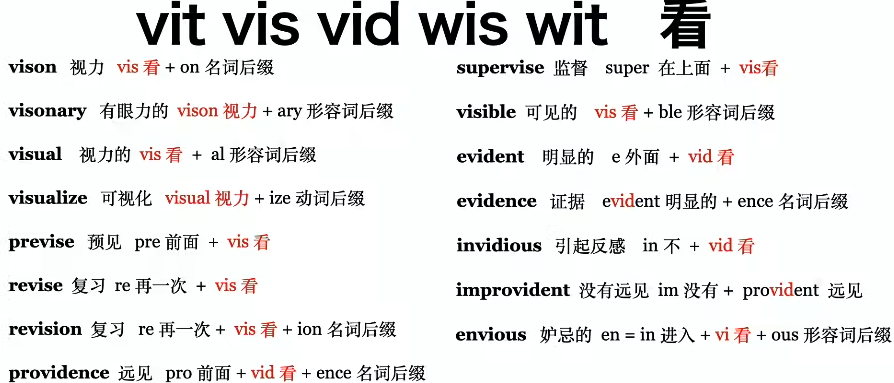 vit vis vid wis wit 看
vison 视力 vis 看 + on 名词后缀
visonary 有眼力的 vison 视力 + ary 形容词后缀
visual 视力的 vis 看 + al 形容词后缀
visualize 可视化 visual 视力 + ize 动词后缀
previse 预见 pre 前面 + vis 看
revise 复习 re 再一次 + vis 看
revision 复习 re 再一次 + vis 看 + ion 名词后缀
providence 远见 pro 前面 + vid 看 + ence 名词后缀
supervise 监督 super 在上面 + vis看
visible 可见的 vis 看 + ble 形容词后缀
evident 明显的 e 外面 + vid 看
evidence 证据 evident 明显的 + ence 名词后缀
invidious 引起反感 in 不 + vid 看
improvident 没有远见 im 没有 + provident 远见
envious 妒忌的 en = in 进入 + vi 看 + ous 形容词后缀